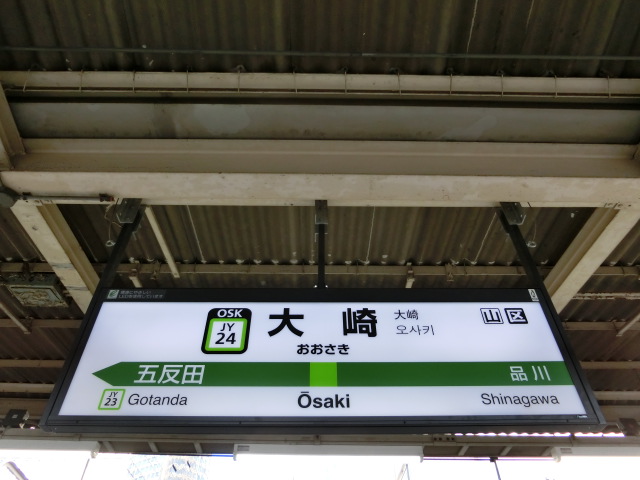 OSK
JY
24
大崎
おおさき
大崎
오사키
山区
五反田
品川
JY
23
Gotanda
Ōsaki
Shinagawa